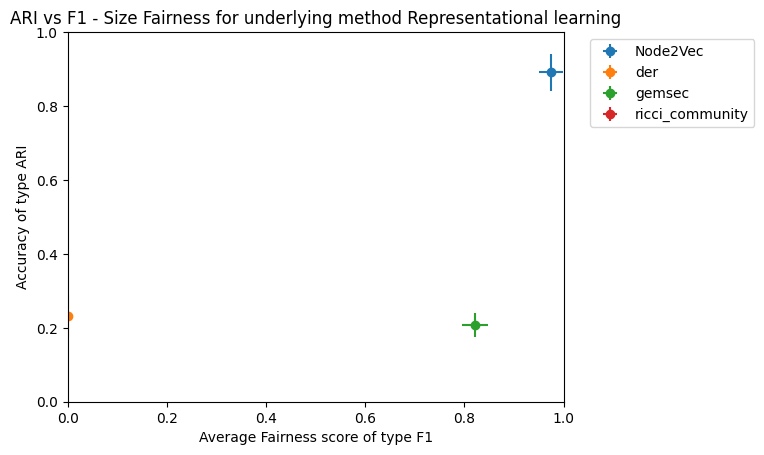 ARI vs F1 - Size Fairness for underlying method Representational learning
Node2Vec
der
gemsec
ricci_community
Accuracy of type ARI
1.0
0.8
0.6
0.4
0.2
0.0
0.0 0.2 0.4 0.6 0.8 1.0
Average Fairness score of type F1